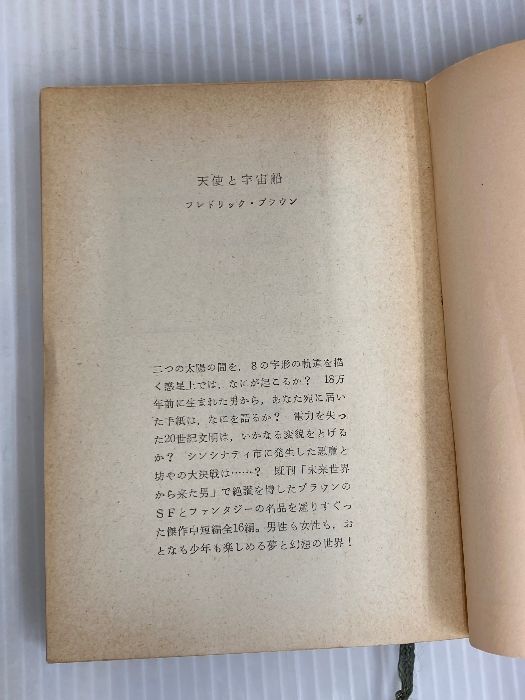 天使と宇宙船
フレドリック・ブラウン
二つの太陽の間を，8の字形の軌道を描
く惑星上では，なにが起こるか？　18万
年前に生まれた男から，あなた宛に届い
た手紙は，なにを語るか？　電力を失っ
た20世紀文明は，いかなる変貌をとげる
か？　シンシナティ市に発生した悪魔と
坊やの大決戦は……？　既刊「未来世界
から来た男」で絶讃を博したブラウンの
ＳＦとファンタジーの名品を選りすぐっ
た傑作中短編全16編。男性も女性も，お
となも少年も楽しめる夢と幻想の世界！